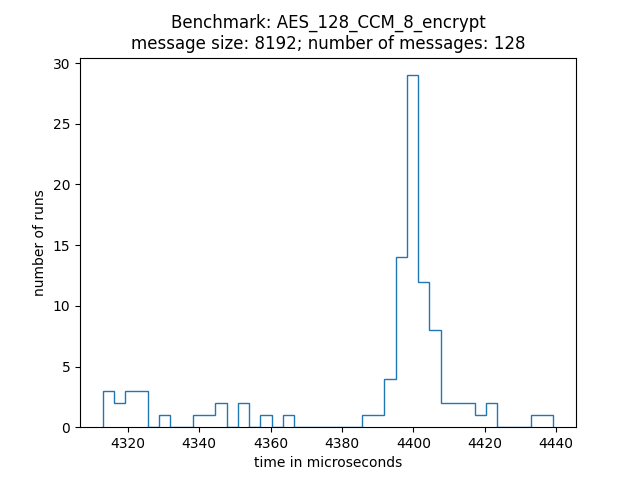 Benchmark: AES_128_CCM_8_encrypt
message size: 8192; number of messages: 128
30
25
20
15
10
5
0
number of runs
4320 4340 4360 4380 4400 4420 4440
time in microseconds